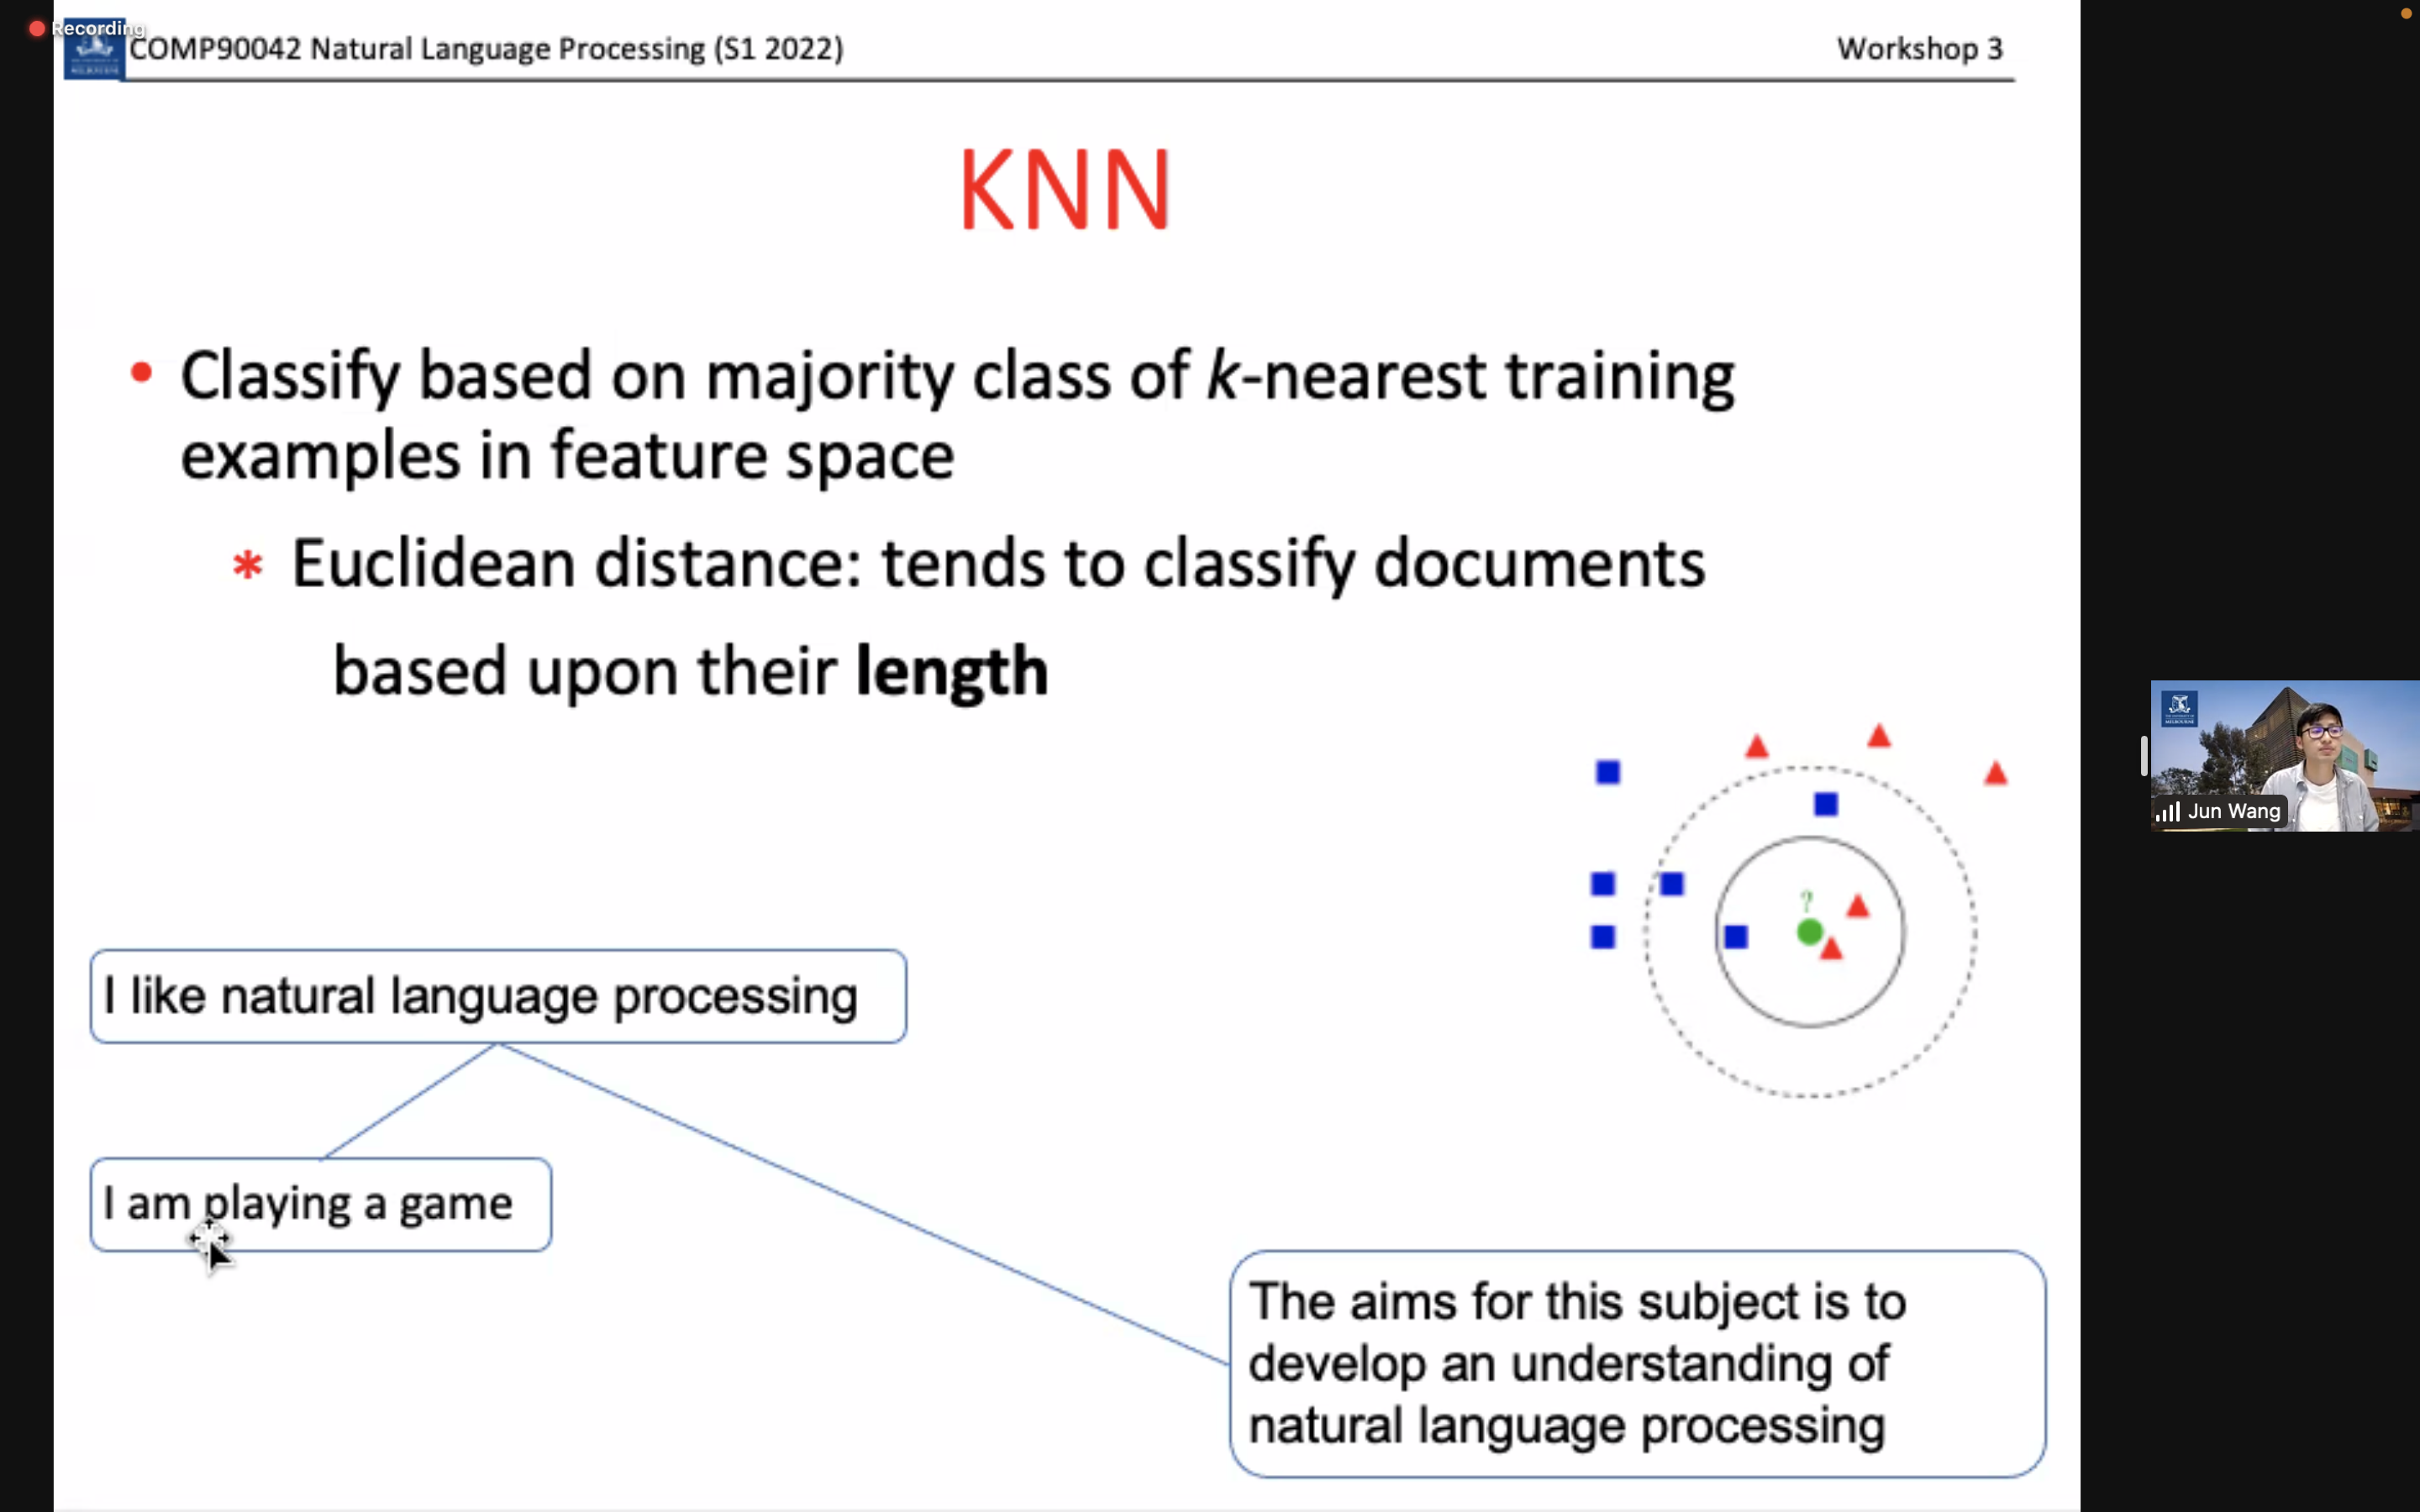 Recording
COMP90042 Natural Language Processing (S1 2022)
Workshop 3
KNN
• Classify based on majority class of k-nearest training
examples in feature space
* Euclidean distance: tends to classify documents
based upon their length
?
I like natural language processing
I am playing a game
The aims for this subject is to
develop an understanding of
natural language processing
MELBOURNE
Jun Wang